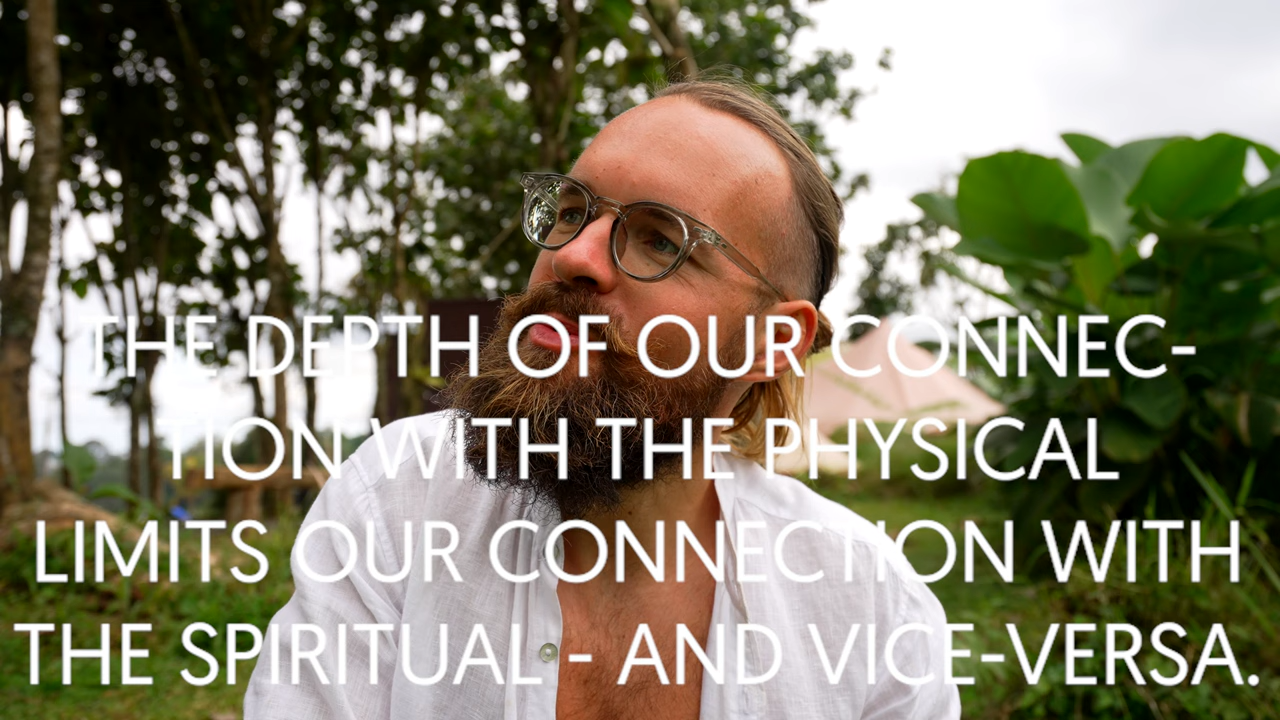 THE DEPTH OF OUR CONNEC-
TION WITH THE PHYSICAL
LIMITS OUR CONNECTION WITH
THE SPIRITUAL - AND VICE-VERSA.